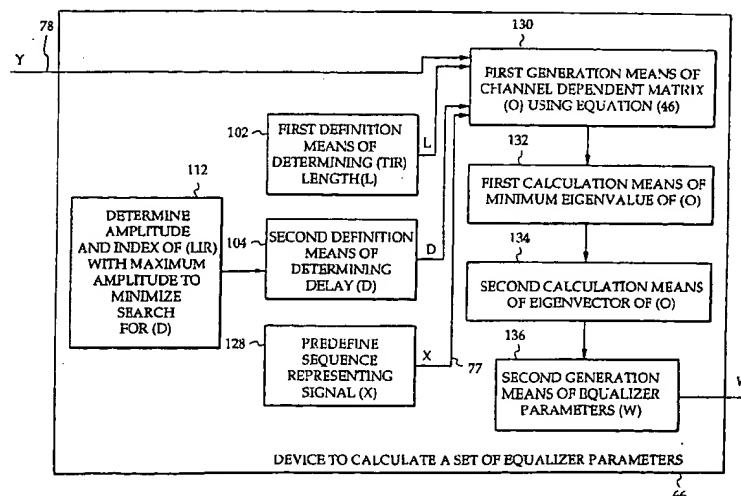 78
Y
130
FIRST GENERATION MEANS OF
CHANNEL DEPENDENT MATRIX
(O) USING EQUATION (46)
102
FIRST DEFINITION
MEANS OF
DETERMINING (TIR)
LENGTH(L)
L
132
FIRST CALCULATION MEANS OF
MINIMUM EIGENVALUE OF (O)
112
DETERMINE
AMPLITUDE
AND INDEX OF (LIR)
WITH MAXIMUM
AMPLITUDE TO
MINIMIZE
SEARCH
FOR (D)
104
SECOND DEFINITION
MEANS OF
DETERMINING
DELAY (D)
D
134
SECOND CALCULATION MEANS
OF EIGENVECTOR OF (O)
128
PREDEFINE
SEQUENCE
REPRESENTING
SIGNAL (X)
X
77
136
SECOND GENERATION
MEANS OF EQUALIZER
PARAMETERS (W)
DEVICE TO CALCULATE A SET OF EQUALIZER PARAMETERS